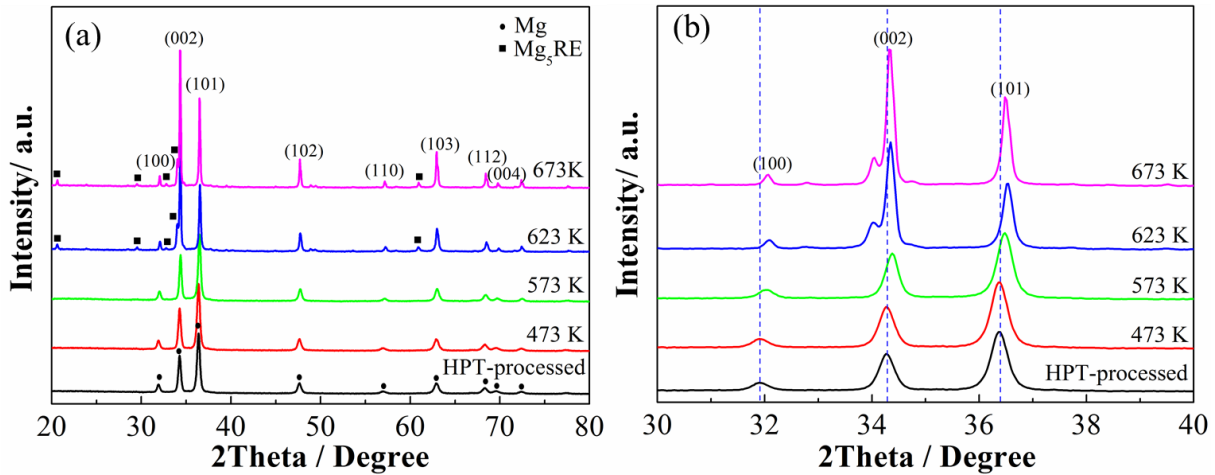 (a)
(002)
• Mg
■ Mg₅RE
(101)
(100)
(102)
(110)
(103)
(112)
(004)
673K
623 K
573 K
473 K
HPT-processed
20 30 40 50 60 70 80
2Theta / Degree
Intensity/ a.u.
(b)
(002)
(101)
(100)
673 K
623 K
573 K
473 K
HPT-processed
30 32 34 36 38 40
2Theta / Degree
Intensity/ a.u.